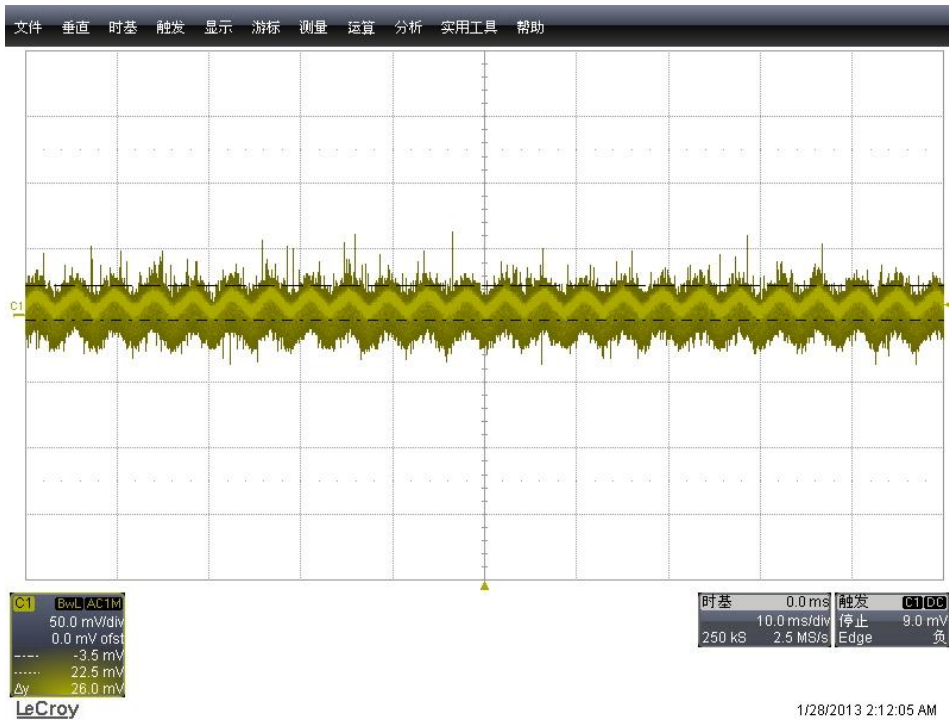 文件 垂直 时基 触发 显示 游标 测量 运算 分析 实用工具 帮助
C1
C1 BwL AC1M
50.0 mV/div
0.0 mV ofst
-3.5 mV
22.5 mV
Δy 26.0 mV
时基 0.0 ms
10.0 ms/div
250 kS 2.5 MS/s
触发 C1 DC
停止 9.0 mV
Edge 负
LeCroy
1/28/2013 2:12:05 AM